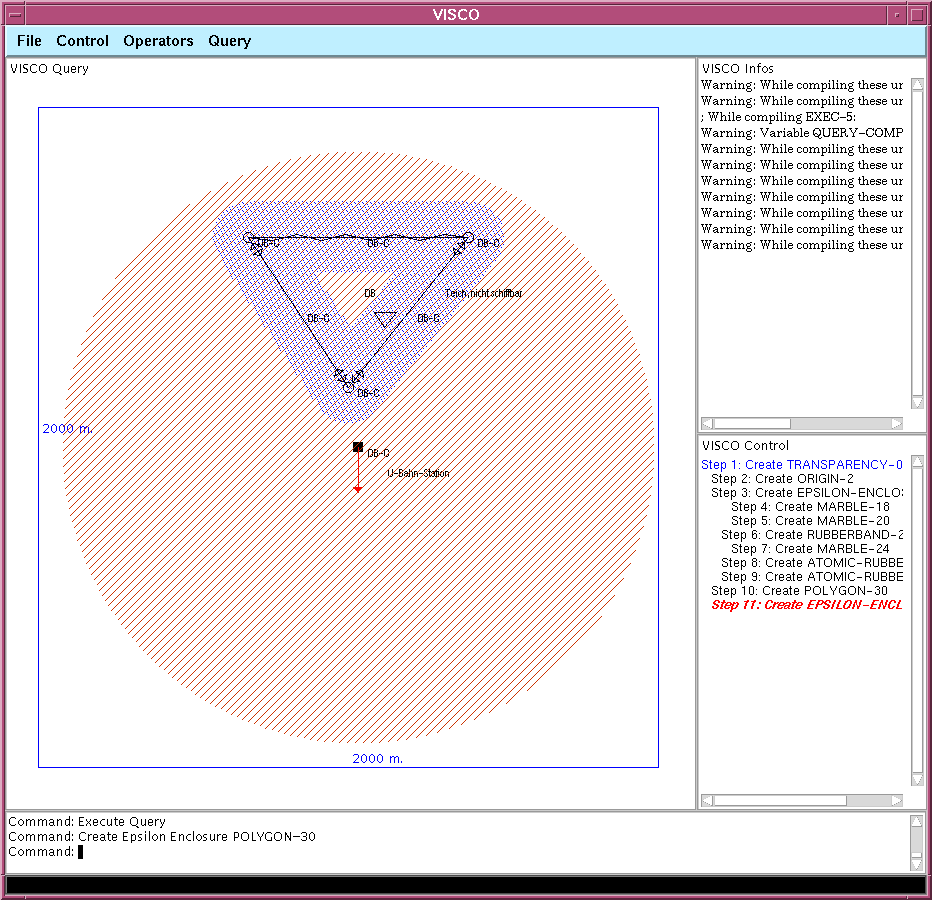 VISCO
File Control Operators Query
VISCO Query
DB-C DB-C DB-C
DB
Teich, nicht schiffbar
DB-C DB-C
DB-C
2000 m.
DB-C
U-Bahn-Station
2000 m.
VISCO Infos
Warning: While compiling these ur
Warning: While compiling these ur
; While compiling EXEC-5:
Warning: Variable QUERY-COMP
Warning: While compiling these ur
Warning: While compiling these ur
Warning: While compiling these ur
Warning: While compiling these ur
Warning: While compiling these ur
Warning: While compiling these ur
Warning: While compiling these ur
VISCO Control
Step 1: Create TRANSPARENCY-0
Step 2: Create ORIGIN-2
Step 3: Create EPSILON-ENCLO
Step 4: Create MARBLE-18
Step 5: Create MARBLE-20
Step 6: Create RUBBERBAND-2
Step 7: Create MARBLE-24
Step 8: Create ATOMIC-RUBBE
Step 9: Create ATOMIC-RUBBE
Step 10: Create POLYGON-30
Step 11: Create EPSILON-ENCL
Command: Execute Query
Command: Create Epsilon Enclosure POLYGON-30
Command: